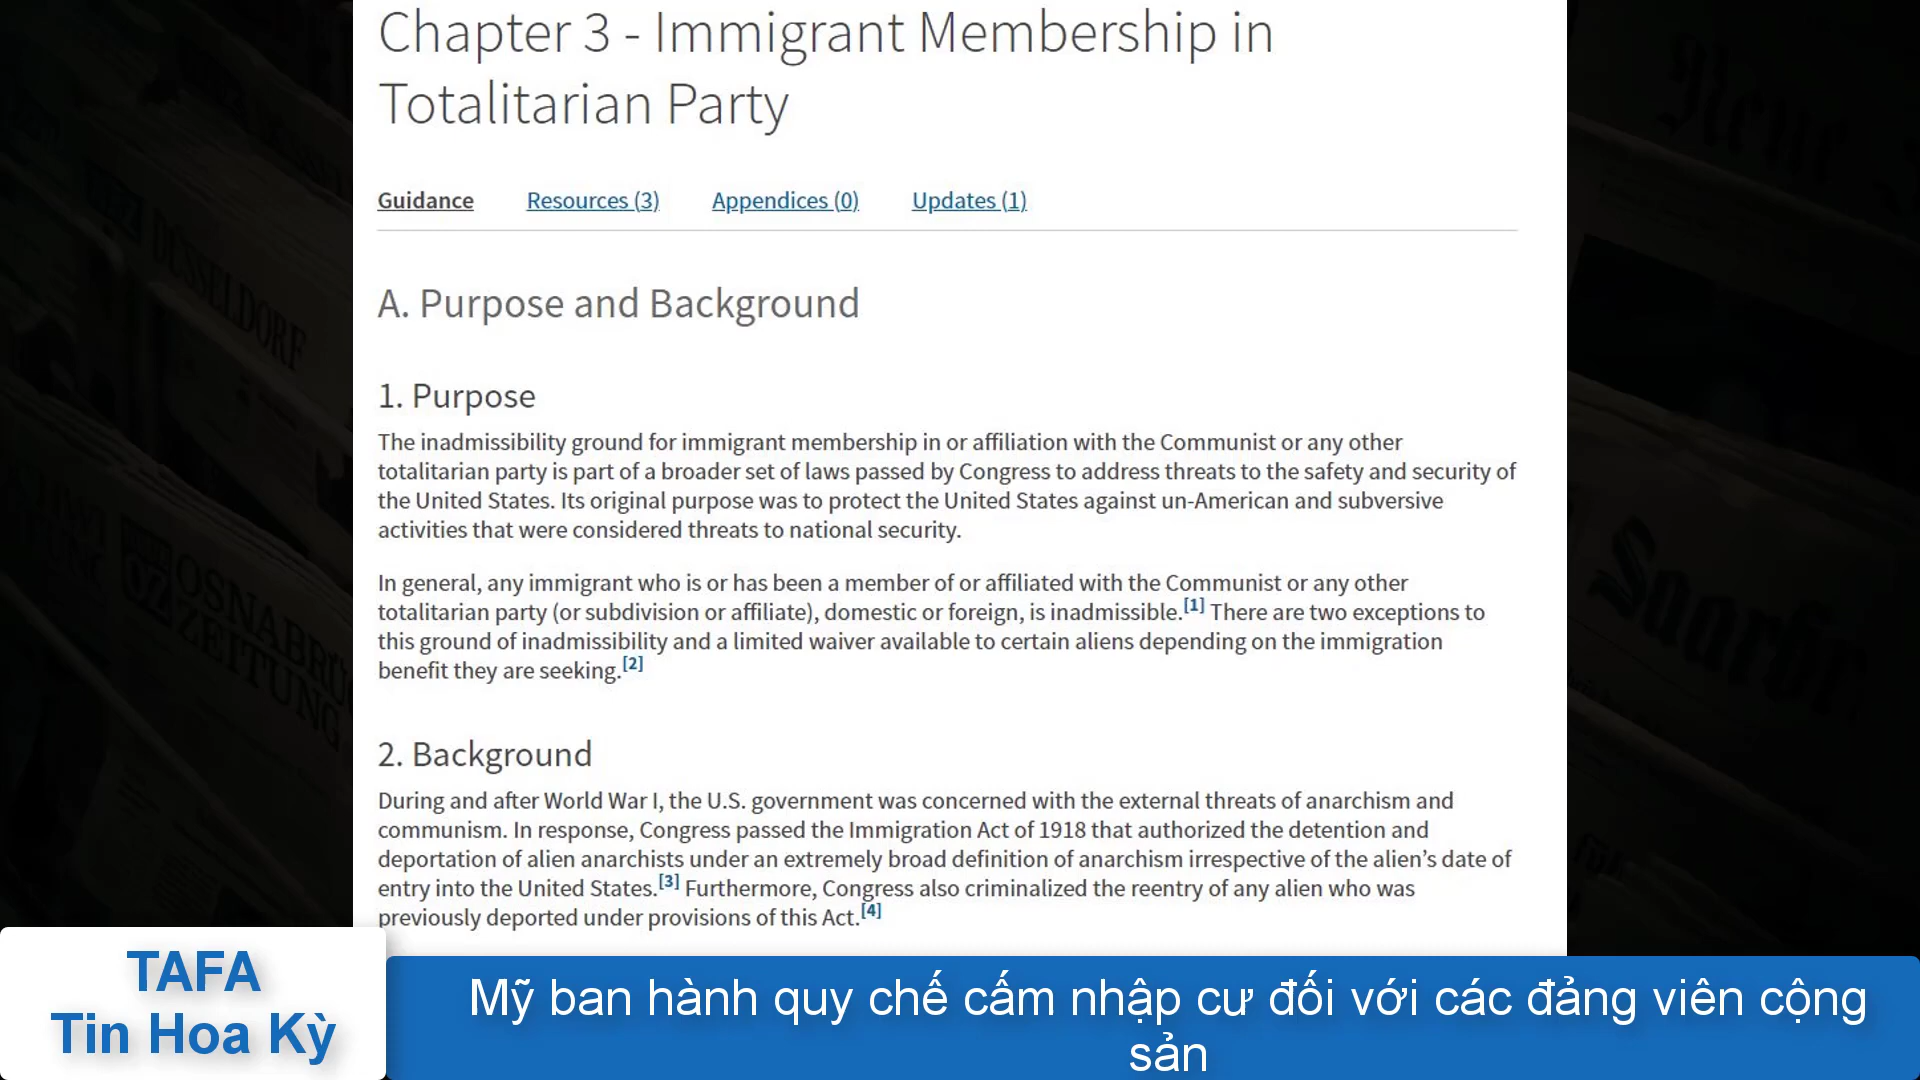 Chapter 3 - Immigrant Membership in
Totalitarian Party
Guidance Resources (3) Appendices (0) Updates (1)
A. Purpose and Background
1. Purpose
The inadmissibility ground for immigrant membership in or affiliation with the Communist or any other
totalitarian party is part of a broader set of laws passed by Congress to address threats to the safety and security of
the United States. Its original purpose was to protect the United States against un-American and subversive
activities that were considered threats to national security.
In general, any immigrant who is or has been a member of or affiliated with the Communist or any other
totalitarian party (or subdivision or affiliate), domestic or foreign, is inadmissible.[1] There are two exceptions to
this ground of inadmissibility and a limited waiver available to certain aliens depending on the immigration
benefit they are seeking.[2]
2. Background
During and after World War I, the U.S. government was concerned with the external threats of anarchism and
communism. In response, Congress passed the Immigration Act of 1918 that authorized the detention and
deportation of alien anarchists under an extremely broad definition of anarchism irrespective of the alien’s date of
entry into the United States.[3] Furthermore, Congress also criminalized the reentry of any alien who was
previously deported under provisions of this Act.[4]
TAFA
Tin Hoa Kỳ
Mỹ ban hành quy chế cấm nhập cư đối với các đảng viên cộng
sản
DÜSSELDORF
OZ OSNABRÜ
ZEITUNG